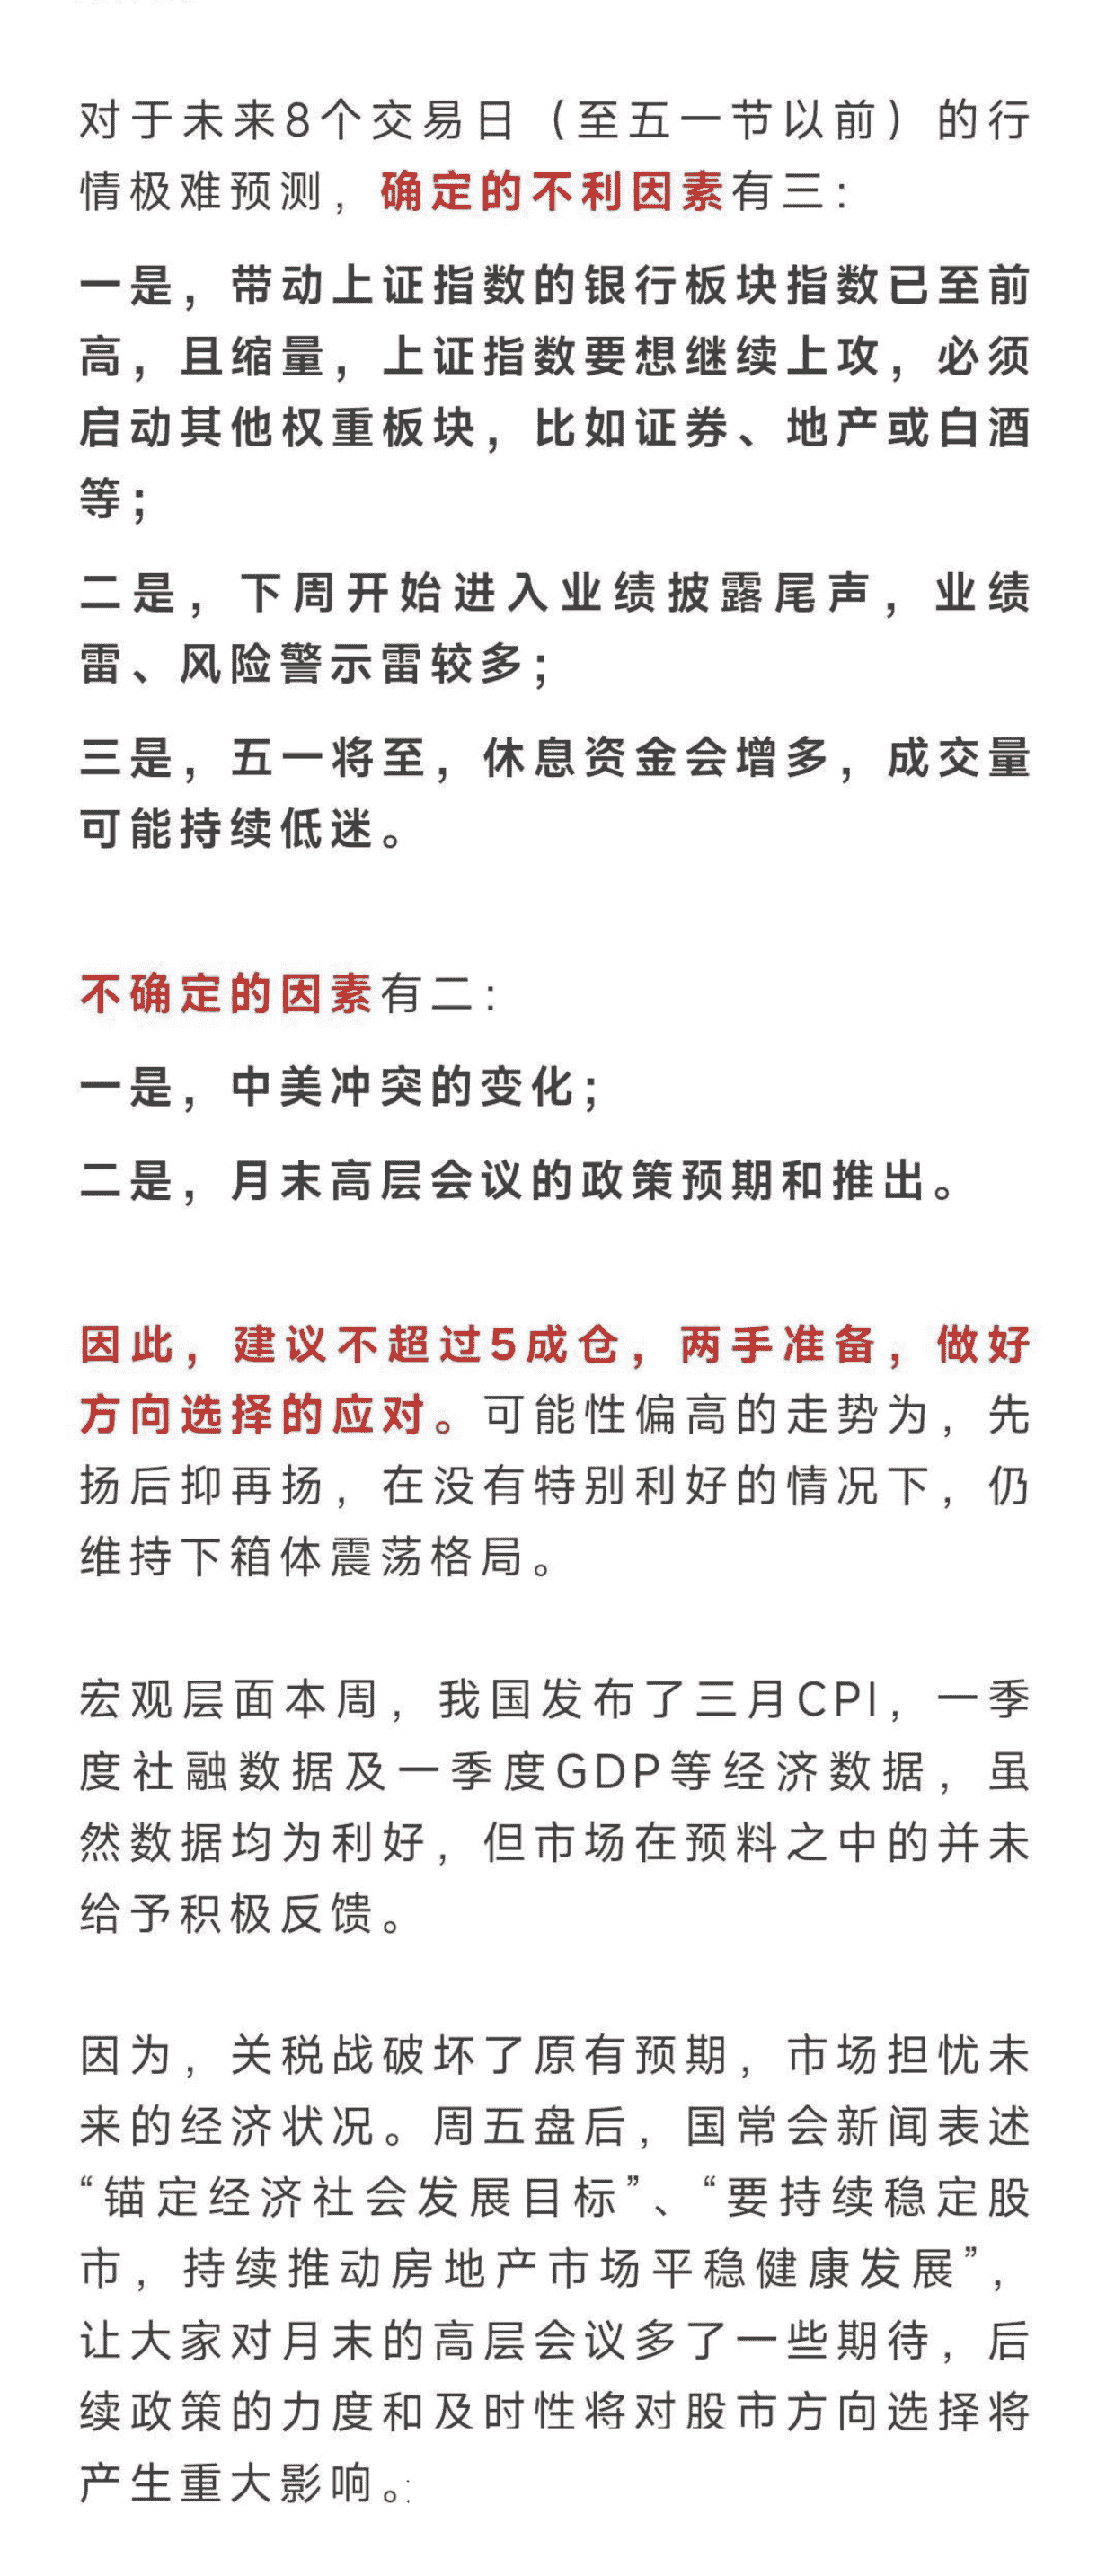 对于未来8个交易日（至五一节以前）的行
情极难预测，确定的不利因素有三：
一是，带动上证指数的银行板块指数已至前
高，且缩量，上证指数要想继续上攻，必须
启动其他权重板块，比如证券、地产或白酒
等；
二是，下周开始进入业绩披露尾声，业绩
雷、风险警示雷较多；
三是，五一将至，休息资金会增多，成交量
可能持续低迷。
不确定的因素有二：
一是，中美冲突的变化；
二是，月末高层会议的政策预期和推出。
因此，建议不超过5成仓，两手准备，做好
方向选择的应对。可能性偏高的走势为，先
扬后抑再扬，在没有特别利好的情况下，仍
维持下箱体震荡格局。
宏观层面本周，我国发布了三月CPI，一季
度社融数据及一季度GDP等经济数据，虽
然数据均为利好，但市场在预料之中的并未
给予积极反馈。
因为，关税战破坏了原有预期，市场担忧未
来的经济状况。周五盘后，国常会新闻表述
“锚定经济社会发展目标”、“要持续稳定股
市，持续推动房地产市场平稳健康发展”，
让大家对月末的高层会议多了一些期待，后
续政策的力度和及时性将对股市方向选择将
产生重大影响。